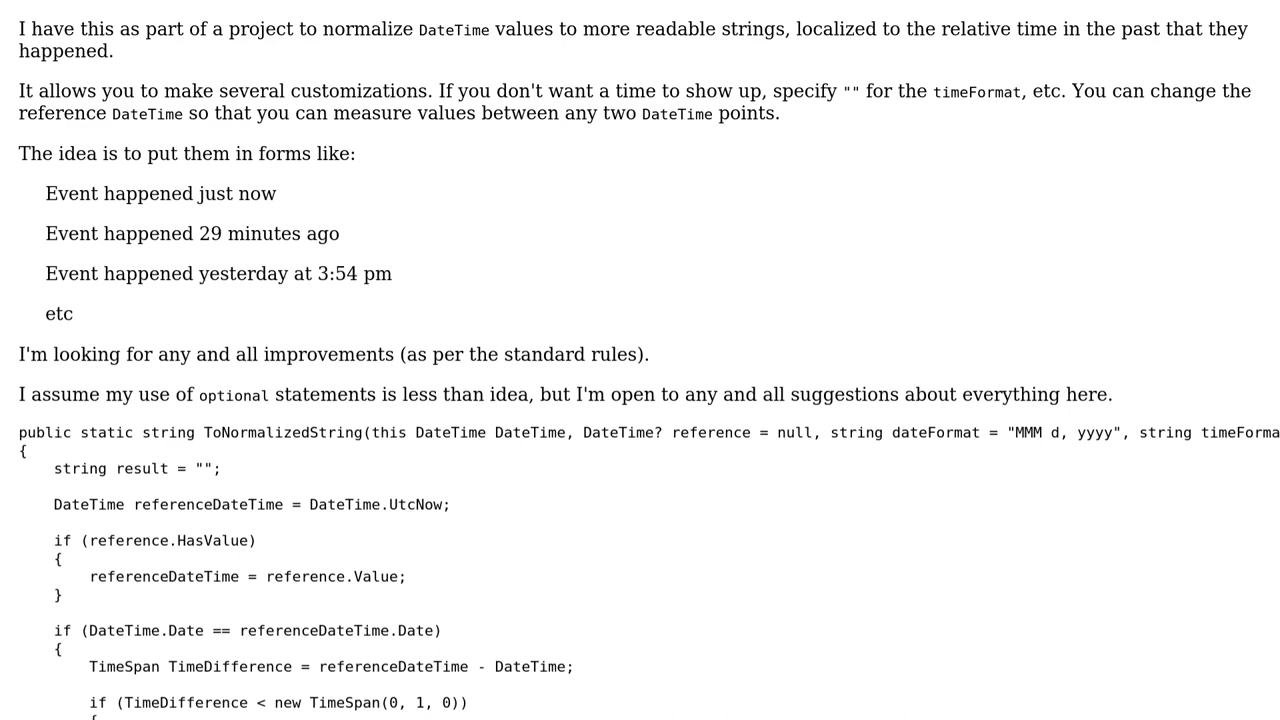 I have this as part of a project to normalize DateTime values to more readable strings, localized to the relative time in the past that they
happened.
It allows you to make several customizations. If you don't want a time to show up, specify "" for the timeFormat, etc. You can change the
reference DateTime so that you can measure values between any two DateTime points.
The idea is to put them in forms like:
Event happened just now
Event happened 29 minutes ago
Event happened yesterday at 3:54 pm
etc
I'm looking for any and all improvements (as per the standard rules).
I assume my use of optional statements is less than idea, but I'm open to any and all suggestions about everything here.
public static string ToNormalizedString(this DateTime DateTime, DateTime? reference = null, string dateFormat = "MMM d, yyyy", string timeForma
{
    string result = "";
    DateTime referenceDateTime = DateTime.UtcNow;
    if (reference.HasValue)
    {
        referenceDateTime = reference.Value;
    }
    if (DateTime.Date == referenceDateTime.Date)
    {
        TimeSpan TimeDifference = referenceDateTime - DateTime;
        if (TimeDifference < new TimeSpan(0, 1, 0))
        {